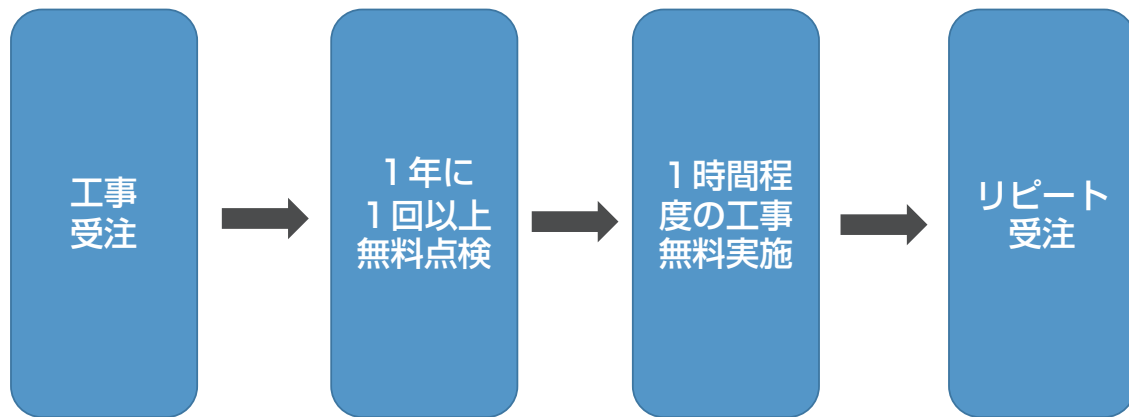 工事
受注
１年に
１回以上
無料点検
１時間程
度の工事
無料実施
リピート
受注